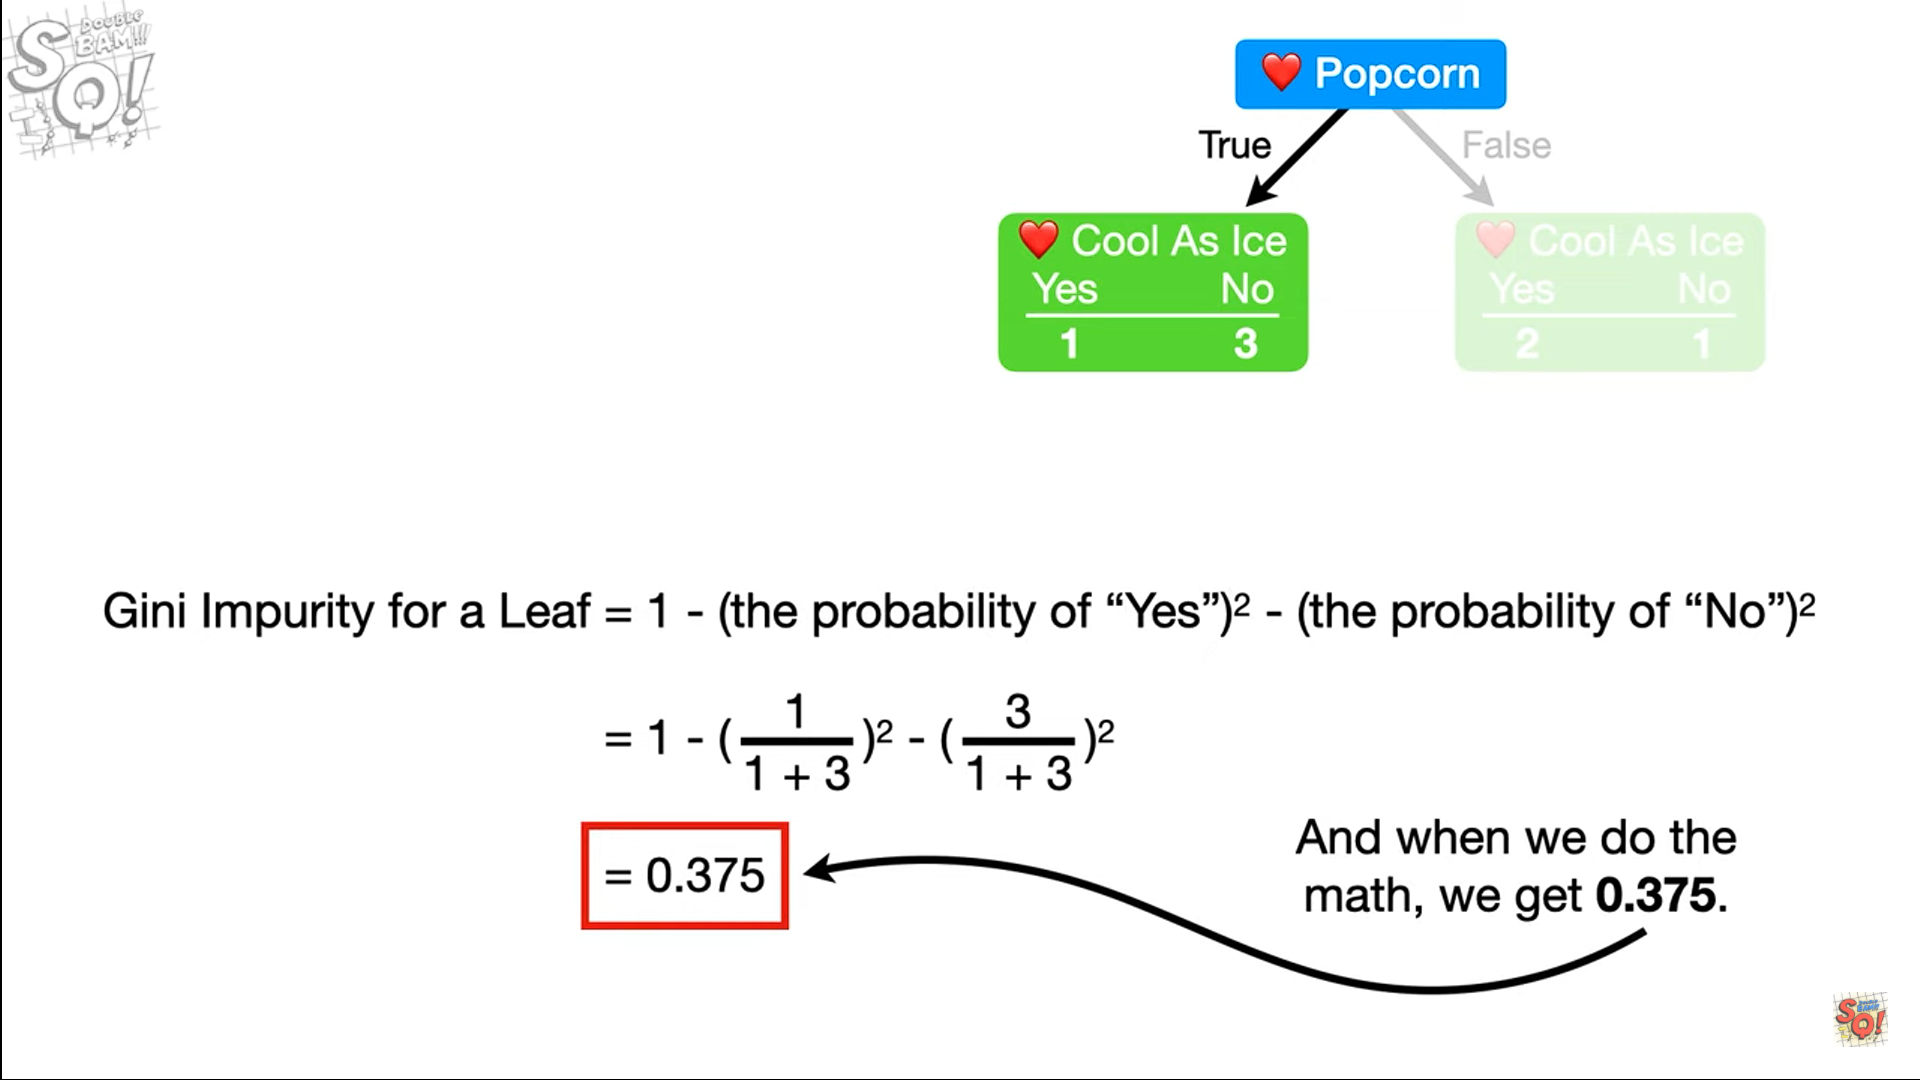 DOUBLE
BAM!!!
SQ!
❤️ Popcorn
True
False
❤️ Cool As Ice
Yes No
1 3
❤️ Cool As Ice
Yes No
2 1
Gini Impurity for a Leaf = 1 - (the probability of “Yes”)² - (the probability of “No”)²
= 1 - (1/(1 + 3))² - (3/(1 + 3))²
= 0.375
And when we do the
math, we get 0.375.
SQ!